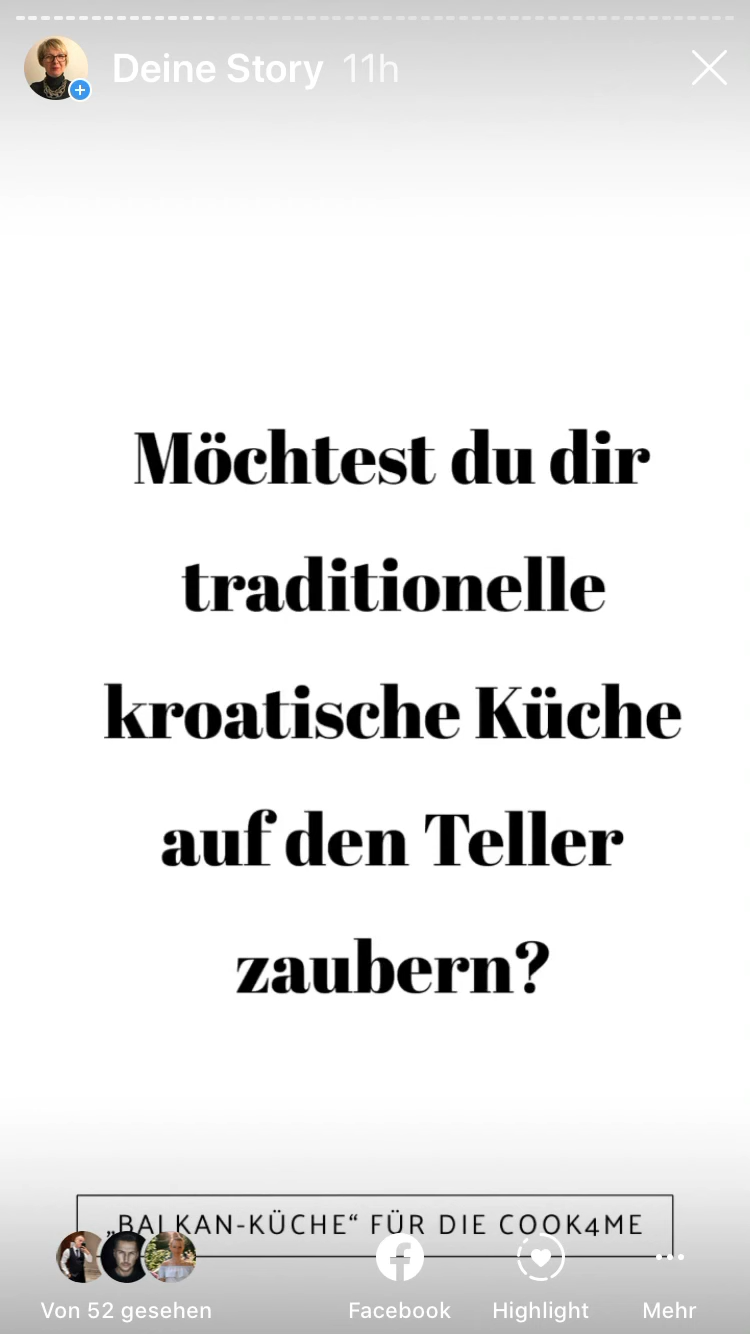 Deine Story 11h
Möchtest du dir
traditionelle
kroatische Küche
auf den Teller
zaubern?
„BALKAN-KÜCHE“ FÜR DIE COOK4ME
Von 52 gesehen Facebook Highlight Mehr